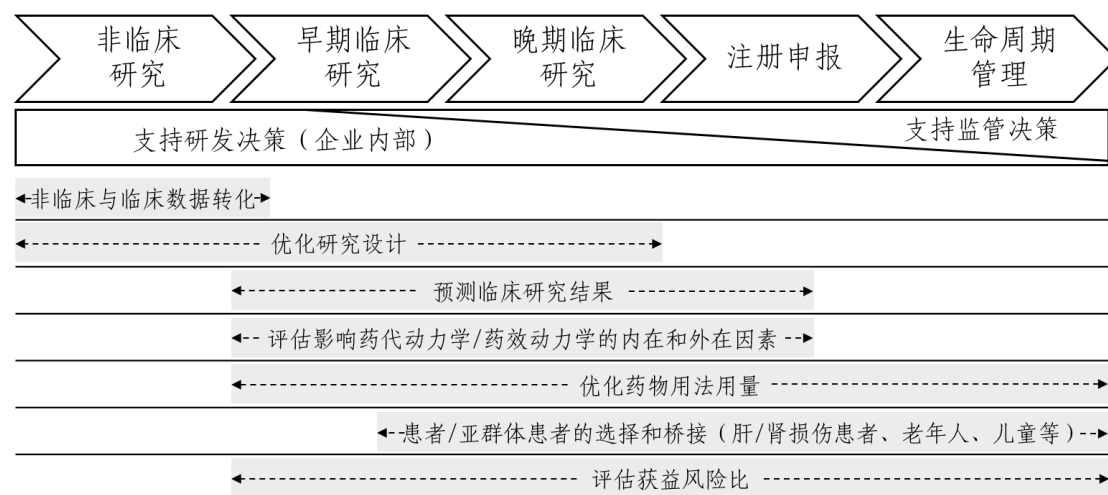 非临床
研究
早期临床
研究
晚期临床
研究
注册申报
生命周期
管理
支持研发决策（企业内部）
支持监管决策
非临床与临床数据转化
优化研究设计
预测临床研究结果
评估影响药代动力学/药效动力学的内在和外在因素
优化药物用法用量
患者/亚群体患者的选择和桥接（肝/肾损伤患者、老年人、儿童等）
评估获益风险比